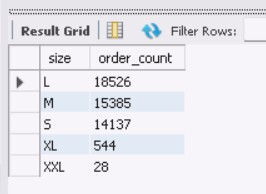 Result Grid Filter Rows:
size order_count
L 18526
M 15385
S 14137
XL 544
XXL 28